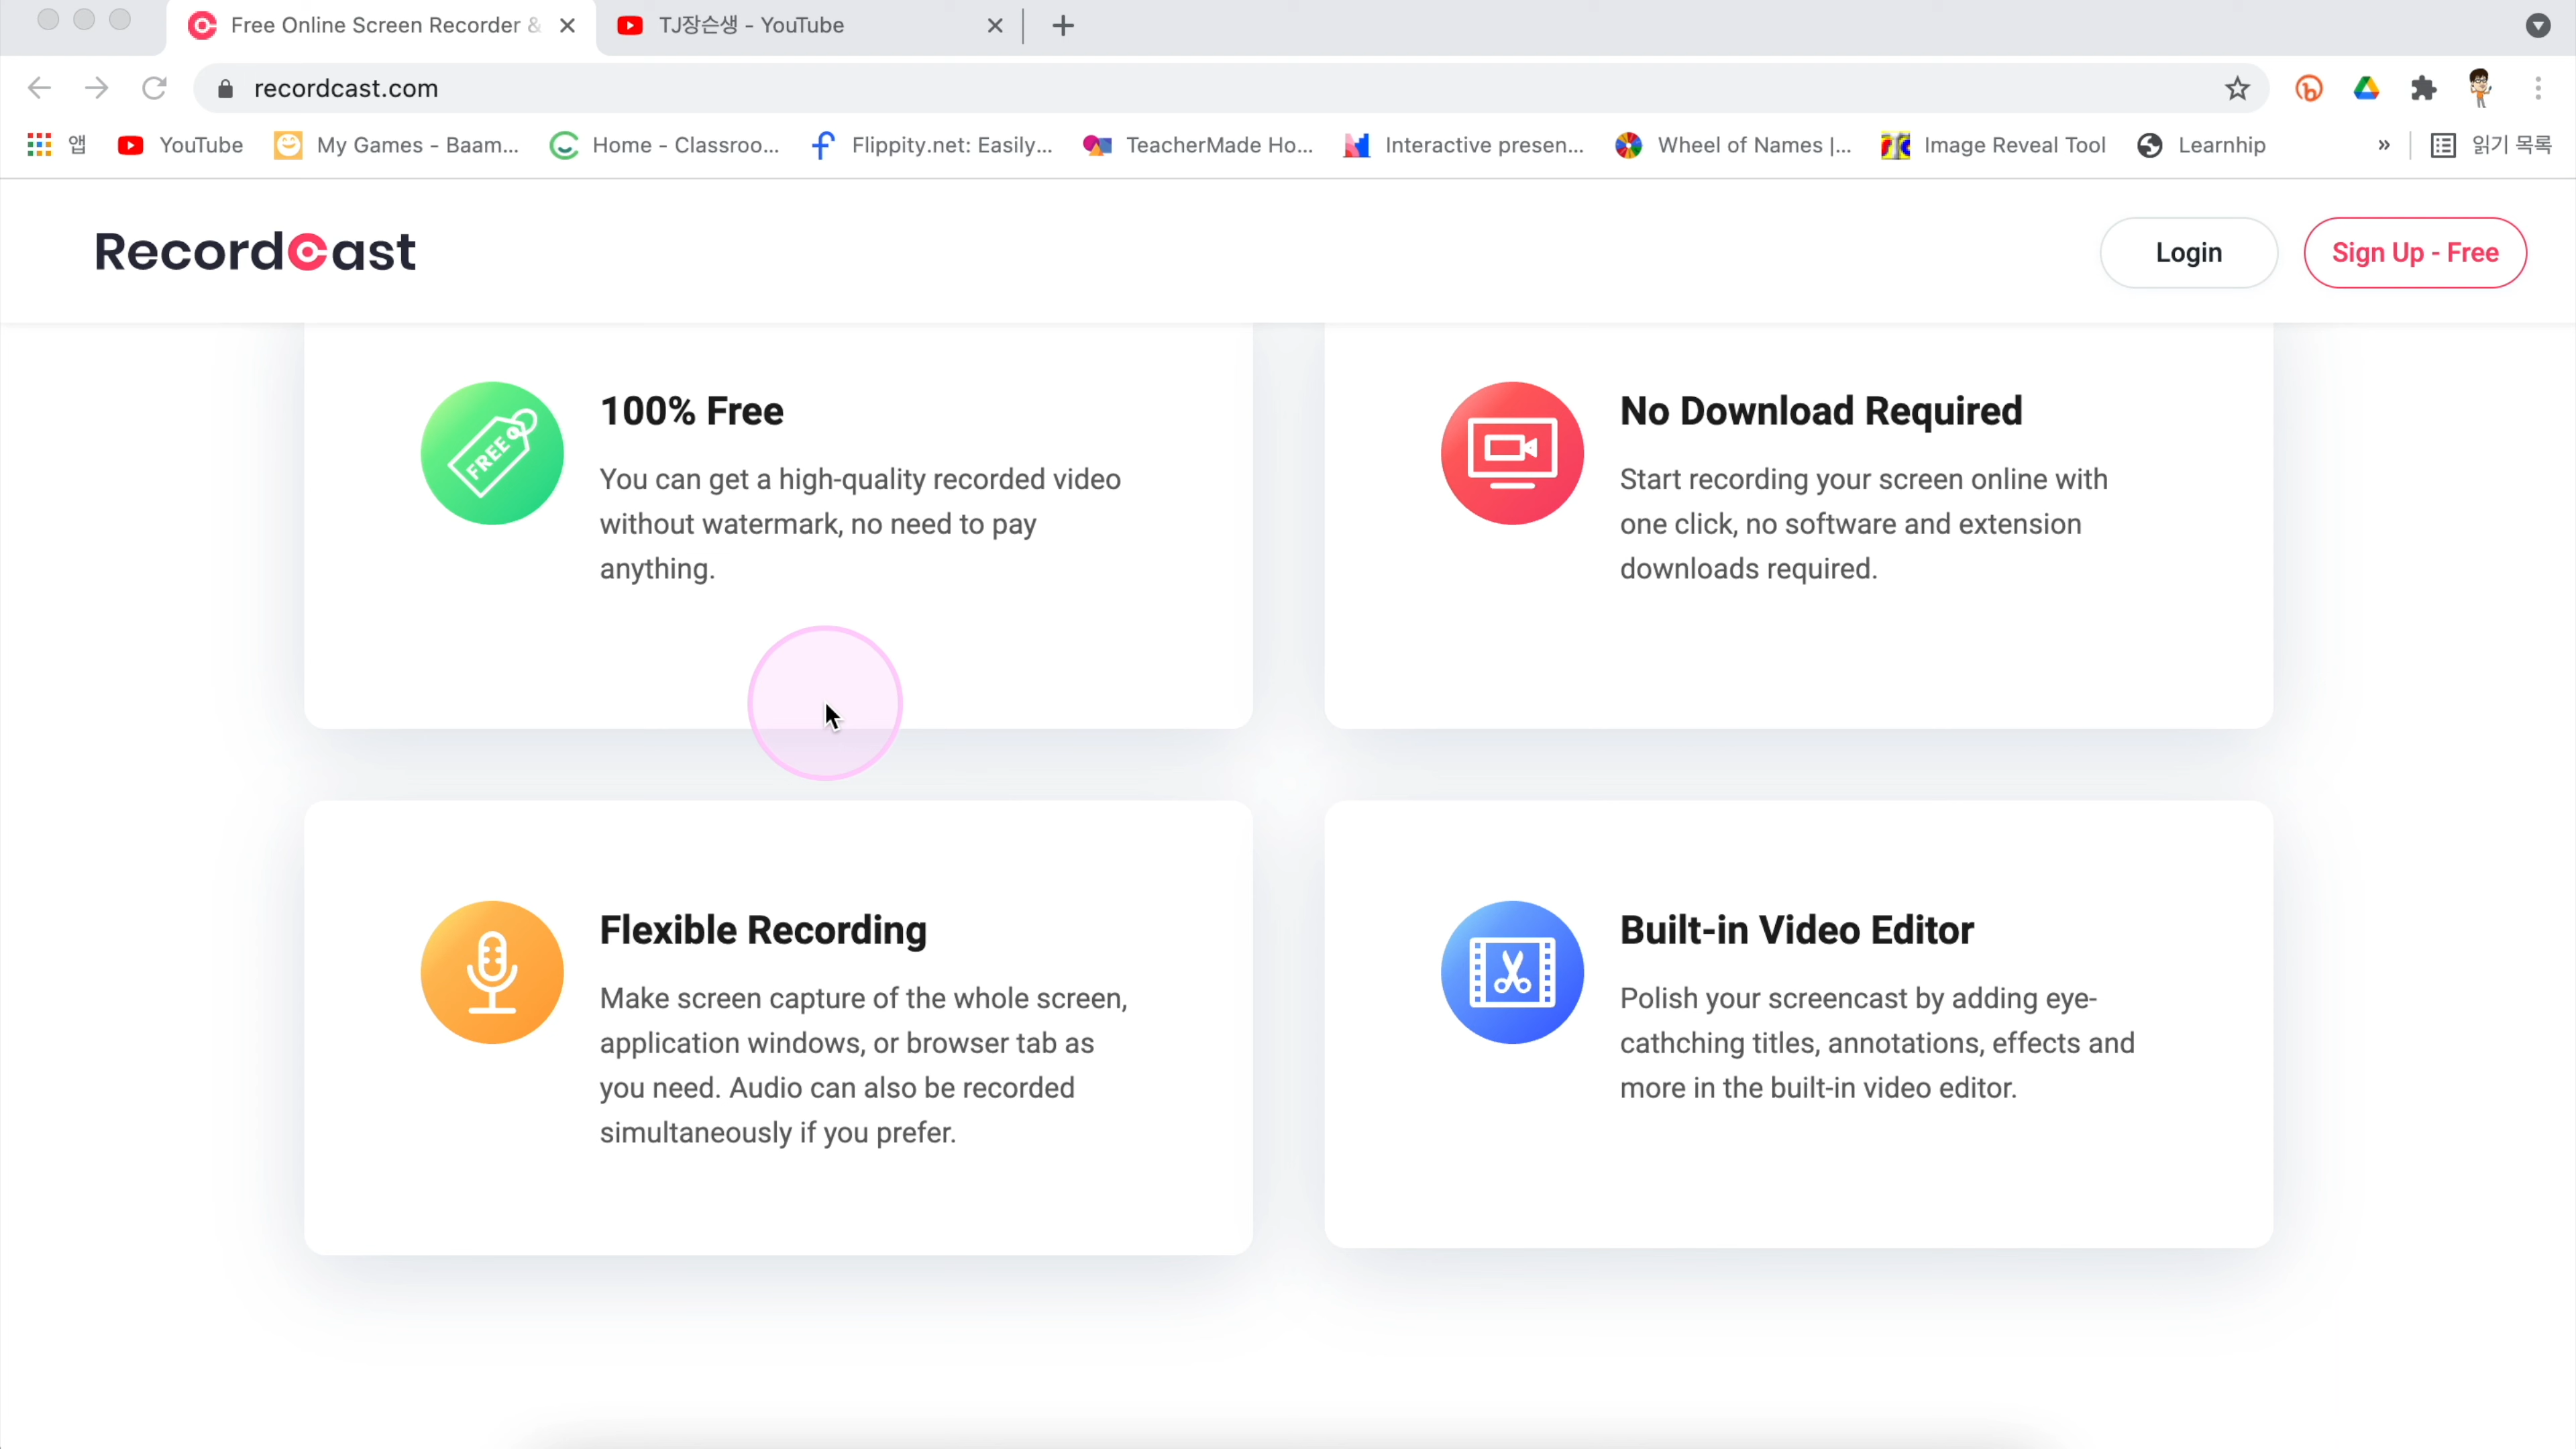 Free Online Screen Recorder &
TJ장슨생 - YouTube
recordcast.com
앱 YouTube My Games - Baam... Home - Classroo... Flippity.net: Easily... TeacherMade Ho... Interactive presen... Wheel of Names |... Image Reveal Tool Learnhip » 읽기 목록
RecordCast
Login
Sign Up - Free
100% Free
You can get a high-quality recorded video
without watermark, no need to pay
anything.
FREE
No Download Required
Start recording your screen online with
one click, no software and extension
downloads required.
Flexible Recording
Make screen capture of the whole screen,
application windows, or browser tab as
you need. Audio can also be recorded
simultaneously if you prefer.
Built-in Video Editor
Polish your screencast by adding eye-
cathching titles, annotations, effects and
more in the built-in video editor.